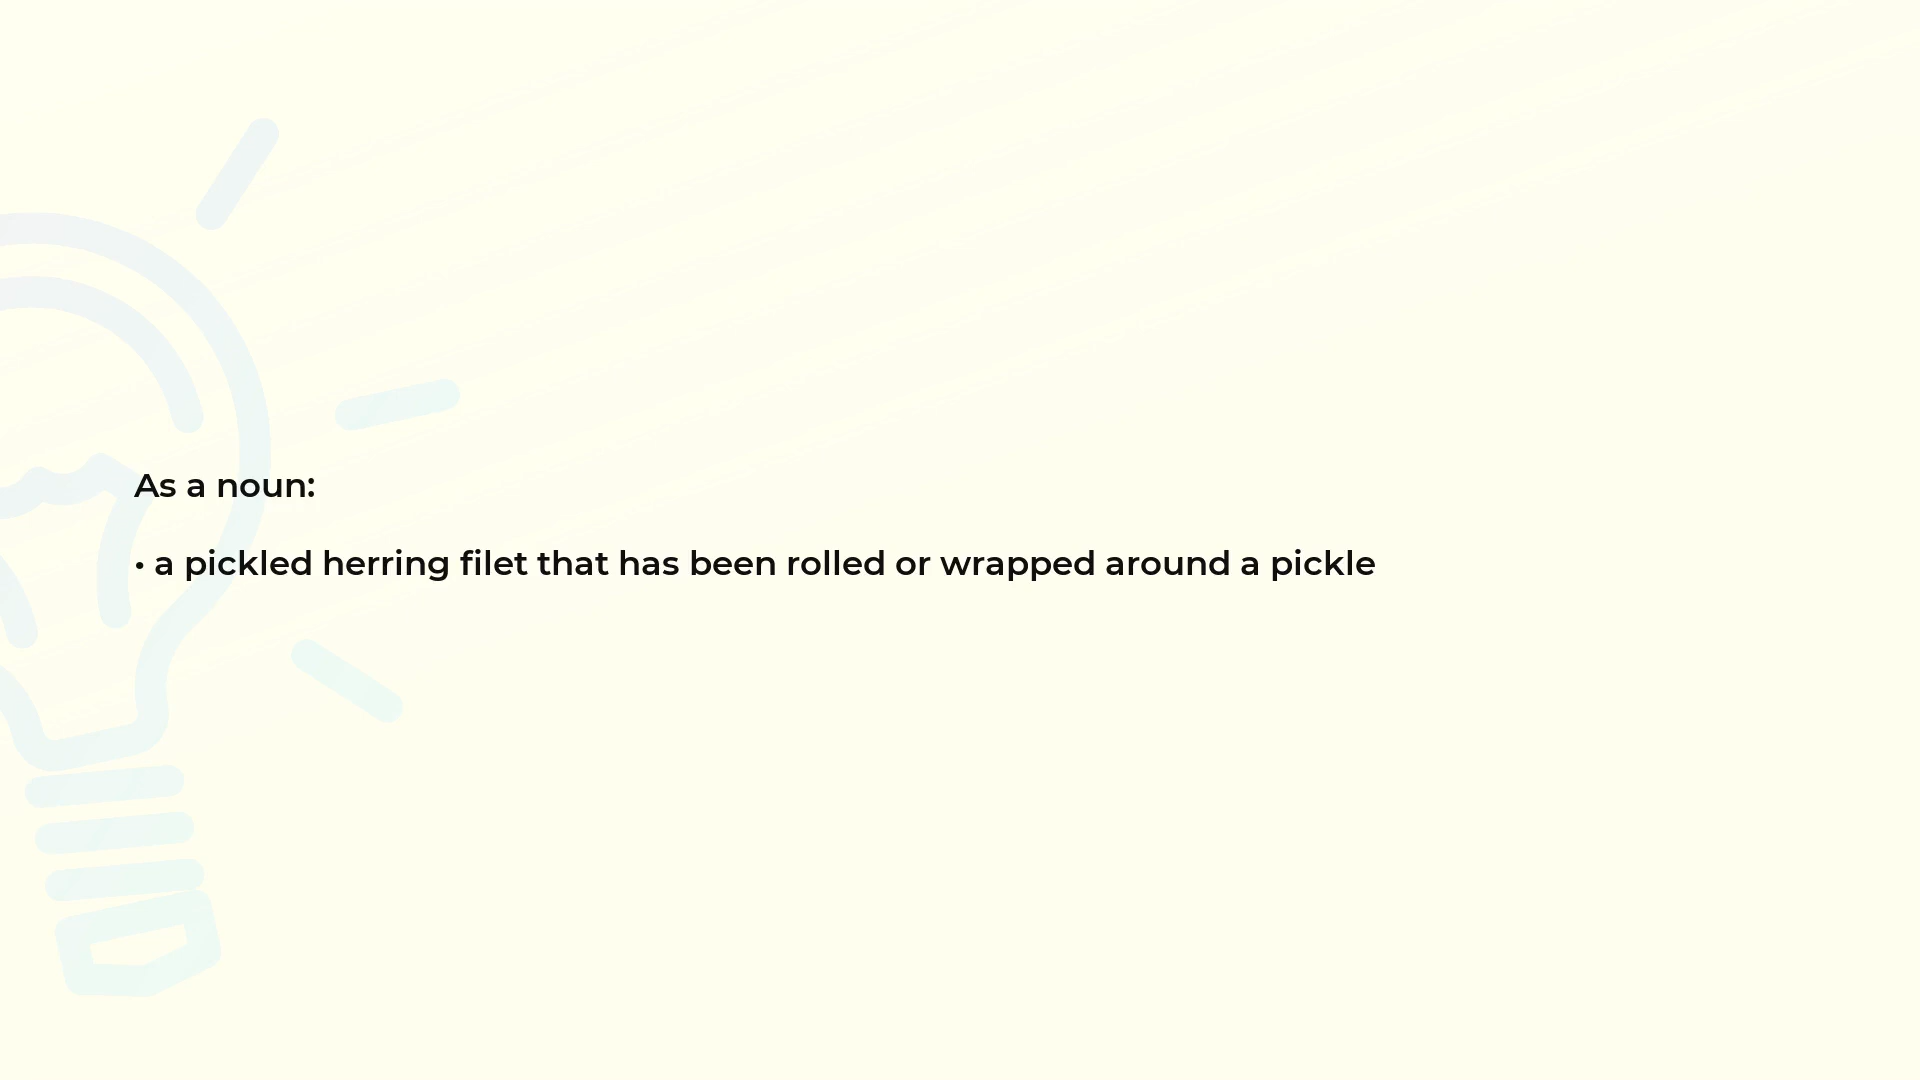 As a noun:
• a pickled herring filet that has been rolled or wrapped around a pickle